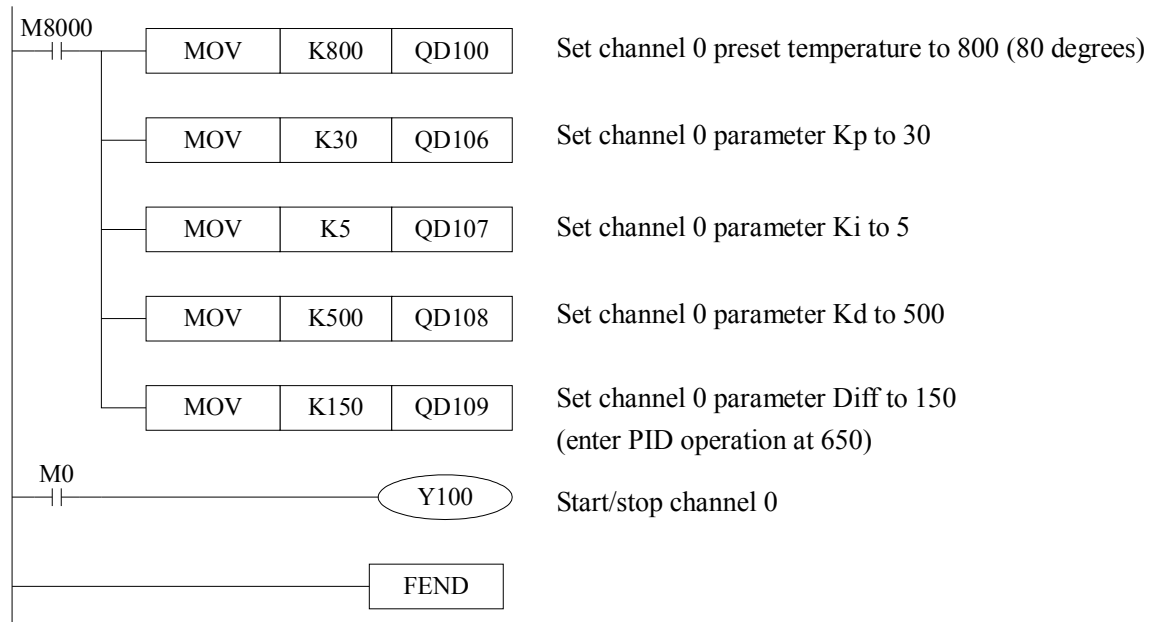 M8000
MOV K800 QD100 Set channel 0 preset temperature to 800 (80 degrees)
MOV K30 QD106 Set channel 0 parameter Kp to 30
MOV K5 QD107 Set channel 0 parameter Ki to 5
MOV K500 QD108 Set channel 0 parameter Kd to 500
MOV K150 QD109 Set channel 0 parameter Diff to 150
(enter PID operation at 650)
M0
Y100 Start/stop channel 0
FEND